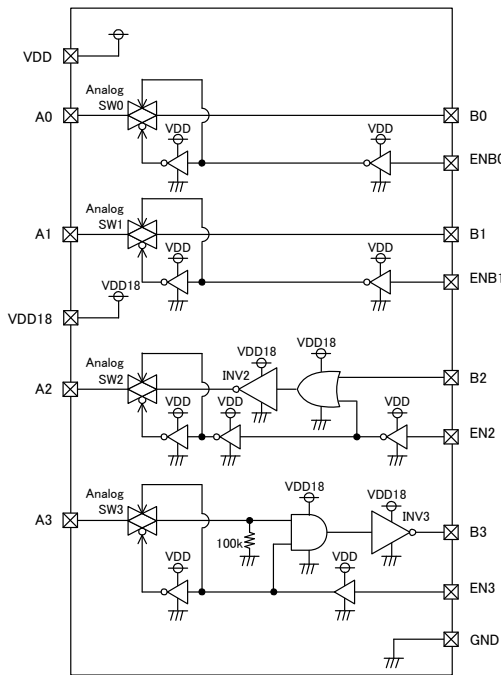 VDD
Analog
SW0
A0
B0
VDD
VDD
ENB0
Analog
SW1
A1
B1
VDD
VDD
ENB1
VDD18
VDD18
Analog
SW2
A2
VDD18
INV2
VDD18
B2
VDD
VDD
VDD
EN2
Analog
SW3
A3
VDD18
VDD18
INV3
B3
100k
VDD
VDD
EN3
GND